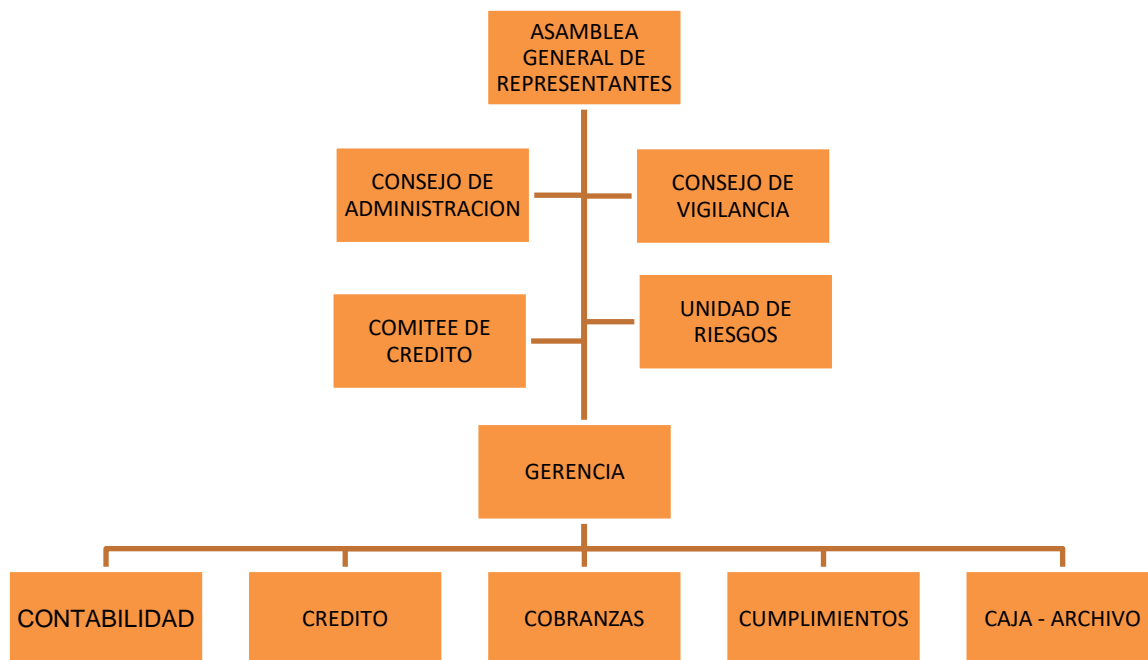 ASAMBLEA
GENERAL DE
REPRESENTANTES
CONSEJO DE
ADMINISTRACION
CONSEJO DE
VIGILANCIA
COMITEE DE
CREDITO
UNIDAD DE
RIESGOS
GERENCIA
CONTABILIDAD
CREDITO
COBRANZAS
CUMPLIMIENTOS
CAJA - ARCHIVO